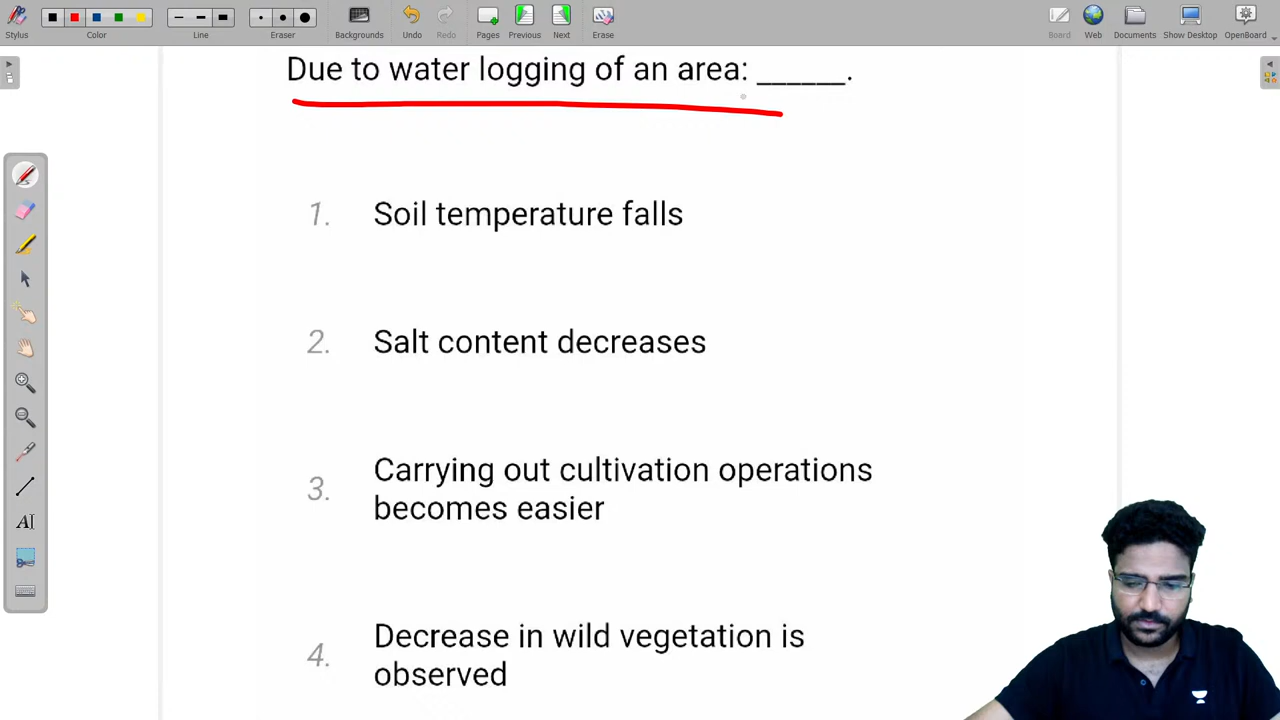 Stylus
Color
Line
Eraser
Backgrounds
Undo
Redo
Pages
Previous
Next
Erase
Board
Web
Documents
Show Desktop
OpenBoard
Due to water logging of an area: ______.
1. Soil temperature falls
2. Salt content decreases
3. Carrying out cultivation operations
becomes easier
4. Decrease in wild vegetation is
observed